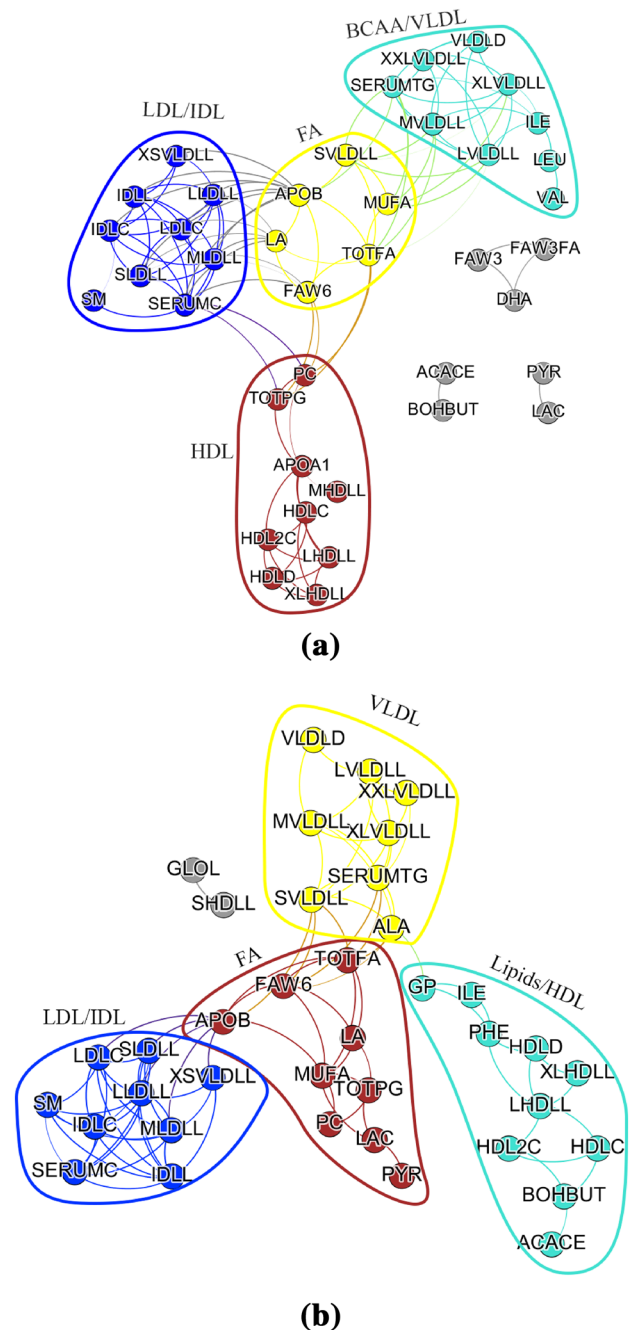 BCAA/VLDL
VLDLD
XXLVLDLL
SERUMTG
XLVLDLL
MVLDLL
ILE
LVLDLL
LEU
VAL
LDL/IDL
XSVLDLL
IDLL
LLDLL
IDLC
LDLC
MLDLL
SLDLL
SM
SERUMC
FA
SVLDLL
APOB
MUFA
LA
TOTFA
FAW6
FAW3
FAW3FA
DHA
ACACE
BOHBUT
PYR
LAC
HDL
PC
TOTPG
APOA1
MHDLL
HDLC
HDL2C
LHDLL
HDLD
XLHDLL
(a)
VLDL
VLDLD
LVLDLL
XXLVLDLL
MVLDLL
XLVLDLL
SERUMTG
SVLDLL
ALA
GLOL
SHDLL
FA
TOTFA
FAW6
APOB
LA
MUFA
TOTPG
PC
LAC
PYR
LDL/IDL
LDLC
SLDLL
XSVLDLL
LLDLL
SM
IDLC
MLDLL
SERUMC
IDLL
Lipids/HDL
GP
ILE
PHE
HDLD
XLHDLL
LHDLL
HDL2C
HDLC
BOHBUT
ACACE
(b)